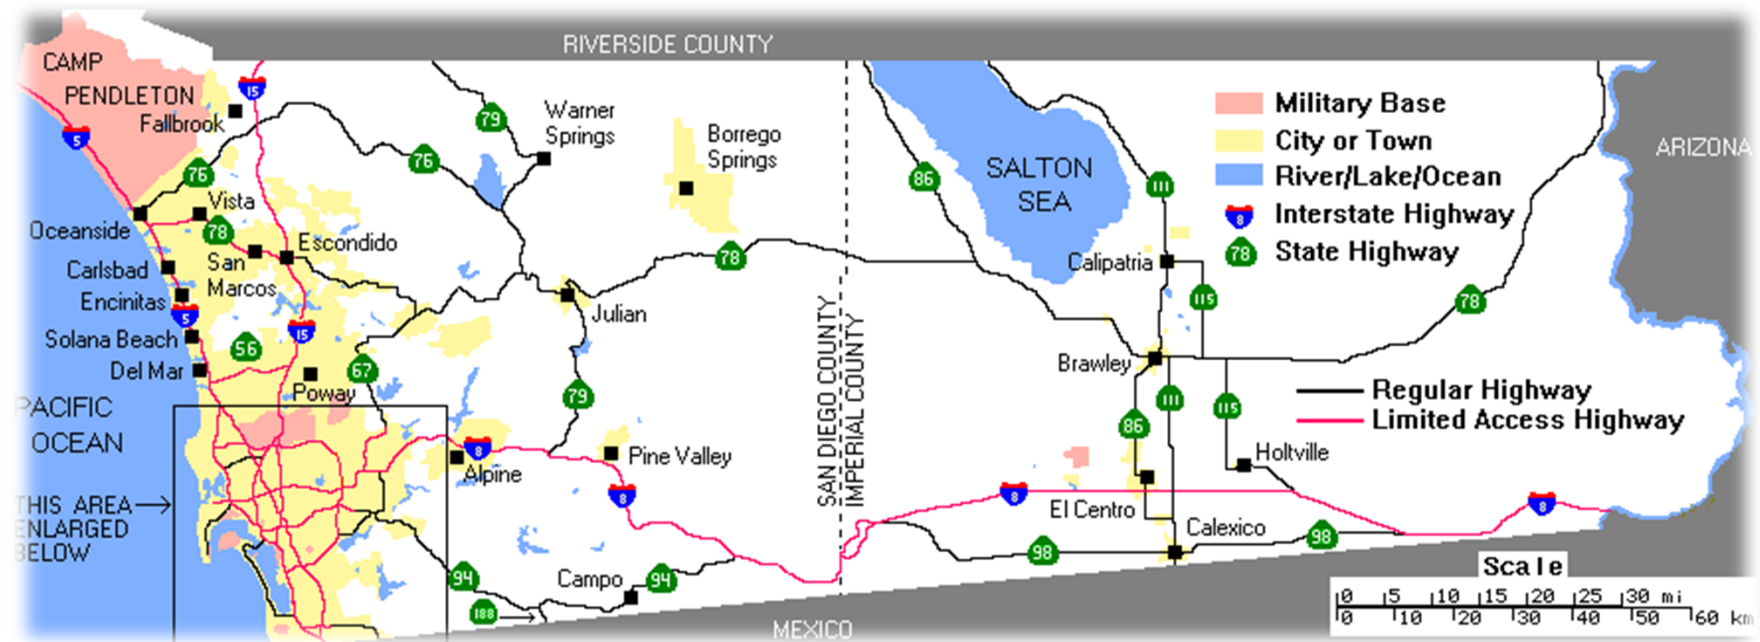 RIVERSIDE COUNTY
CAMP
PENDLETON
Fallbrook
15
5
79
Warner
Springs
76
76
Borrego
Springs
86
SALTON
SEA
111
Military Base
City or Town
River/Lake/Ocean
8
Interstate Highway
78
State Highway
ARIZONA
Vista
78
Oceanside
San
Marcos
Escondido
Carlsbad
Encinitas
5
Solana Beach
56
15
Del Mar
Poway
67
78
Julian
79
Calipatria
115
78
SAN DIEGO COUNTY
IMPERIAL COUNTY
Brawley
111
86
115
Regular Highway
Limited Access Highway
PACIFIC
OCEAN
8
Alpine
Pine Valley
8
Holtville
8
El Centro
8
Calexico
98
98
THIS AREA
ENLARGED
BELOW
94
188
Campo
94
MEXICO
Scale
0 5 10 15 20 25 30 mi
0 10 20 30 40 50 60 km